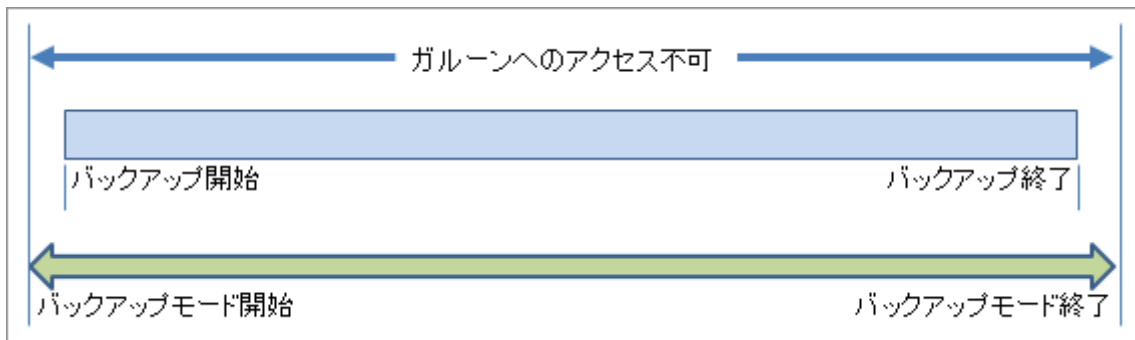 ガルーンへのアクセス不可
バックアップ開始
バックアップ終了
バックアップモード開始
バックアップモード終了